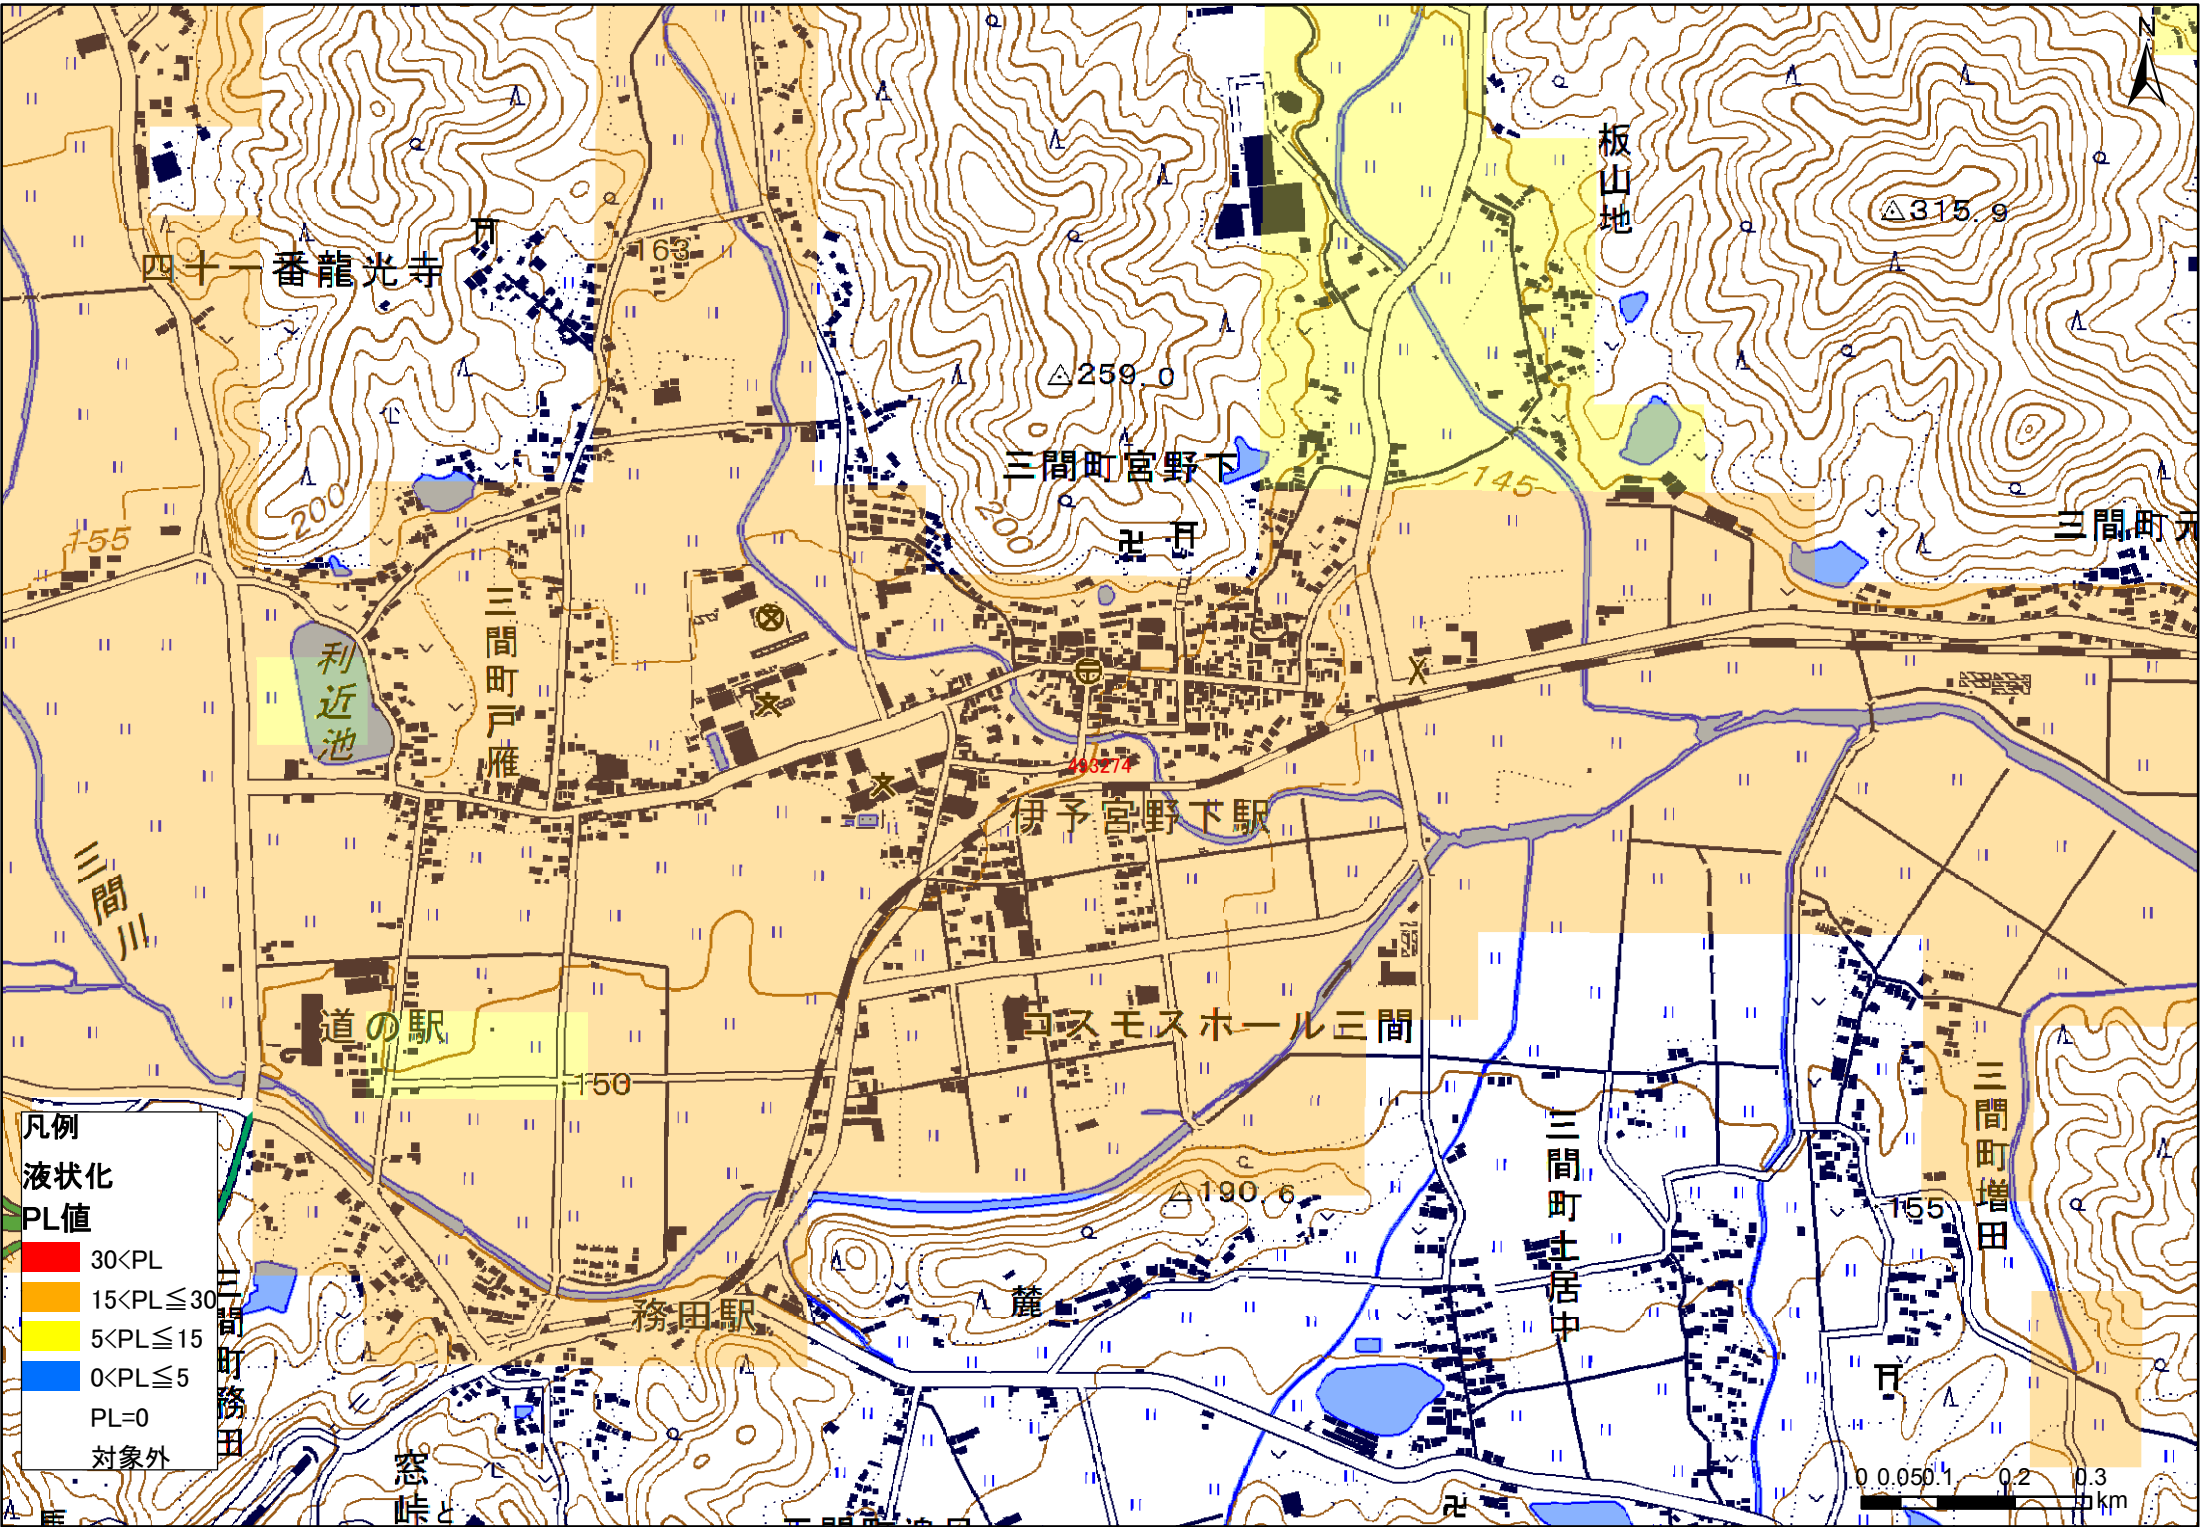 N
板山地
315.9
四十一番龍光寺
163
259.0
三間町宮野下
145
200
200
155
三間町元
三間町戸雁
利近池
493274
伊予宮野下駅
三間川
道の駅
コスモスホール三間
150
三間町土居中
三間町増田
190.6
155
凡例
液状化
PL値
30<PL
15<PL≦30
5<PL≦15
0<PL≦5
PL=0
対象外
三間町務田
務田駅
麓
窓峠と
0 0.05 0.1 0.2 0.3
km